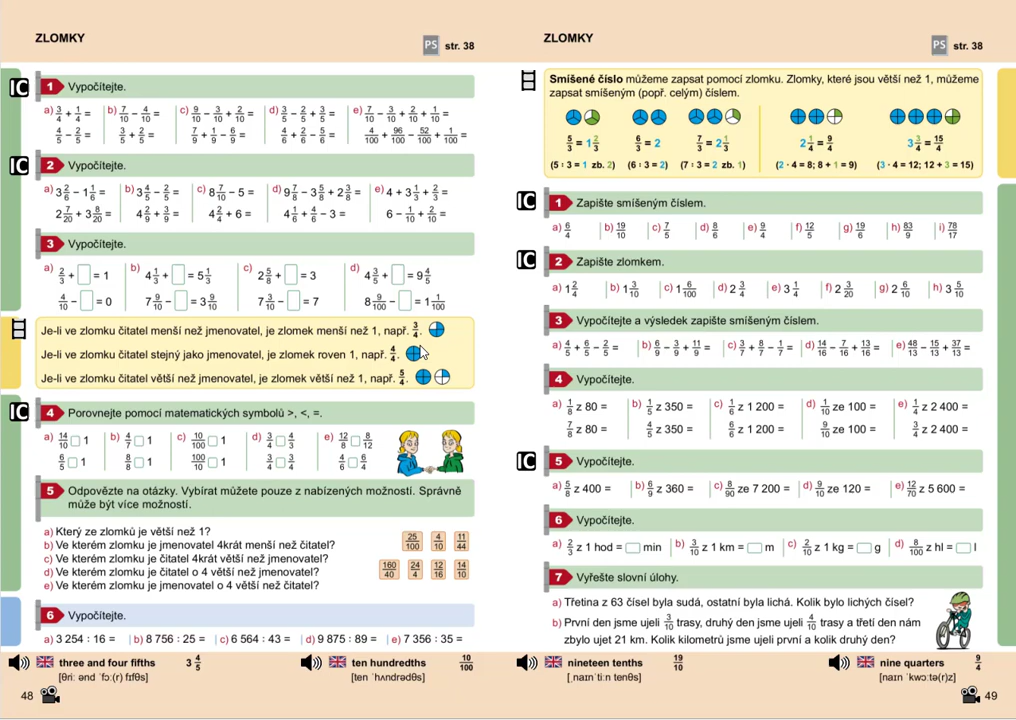 ZLOMKY
PS str. 38
1 Vypočítejte.
a) 3/4 + 1/4 = b) 7/10 − 4/10 = c) 9/10 − 3/10 + 2/10 = d) 3/5 − 2/5 + 3/5 = e) 7/10 − 3/10 + 2/10 + 1/10 =
4/5 − 2/5 = 3/5 + 2/5 = 7/9 + 1/9 − 6/9 = 4/6 + 2/6 − 5/6 = 4/100 + 96/100 − 52/100 + 1/100 =
2 Vypočítejte.
a) 3 2/6 − 1 1/6 = b) 3 4/5 − 2/5 = c) 8 7/10 − 5 = d) 9 7/8 − 3 5/8 + 2 3/8 = e) 4 + 3 1/3 + 2/3 =
2 7/20 + 3 8/20 = 4 2/9 + 3/9 = 4 2/4 + 6 = 4 1/6 + 4/6 − 3 = 6 − 1/10 + 2/10 =
3 Vypočítejte.
a) 2/3 + □ = 1 b) 4 1/3 + □ = 5 1/3 c) 2 5/8 + □ = 3 d) 4 3/5 + □ = 9 4/5
4/10 − □ = 0 7 9/10 − □ = 3 9/10 7 3/10 − □ = 7 8 9/100 − □ = 1 1/100
Je-li ve zlomku čitatel menší než jmenovatel, je zlomek menší než 1, např. 3/4.
Je-li ve zlomku čitatel stejný jako jmenovatel, je zlomek roven 1, např. 4/4.
Je-li ve zlomku čitatel větší než jmenovatel, je zlomek větší než 1, např. 5/4.
4 Porovnejte pomocí matematických symbolů >, <, =.
a) 14/10 □ 1 b) 4/7 □ 1 c) 10/100 □ 1 d) 3/4 □ 4/3 e) 12/8 □ 8/12
6/5 □ 1 8/8 □ 1 100/10 □ 1 3/4 □ 3/4 4/6 □ 6/4
5 Odpovězte na otázky. Vybírat můžete pouze z nabízených možností. Správně
může být více možností.
a) Který ze zlomků je větší než 1?
b) Ve kterém zlomku je jmenovatel 4krát menší než čitatel?
c) Ve kterém zlomku je čitatel 4krát větší než jmenovatel?
d) Ve kterém zlomku je čitatel o 4 větší než jmenovatel?
e) Ve kterém zlomku je jmenovatel o 4 větší než čitatel?
25/100 4/10 11/44
160/40 24/4 12/16 14/10
6 Vypočítejte.
a) 3 254 : 16 = b) 8 756 : 25 = c) 6 564 : 43 = d) 9 875 : 89 = e) 7 356 : 35 =
three and four fifths 3 4/5
[θriː ənd ˈfɔː(r) fɪfθs]
ten hundredths 10/100
[ten ˈhʌndrədθs]
48
ZLOMKY
PS str. 38
Smíšené číslo můžeme zapsat pomocí zlomku. Zlomky, které jsou větší než 1, můžeme
zapsat smíšeným (popř. celým) číslem.
5/3 = 1 2/3 6/3 = 2 7/3 = 2 1/3 2 1/4 = 9/4 3 3/4 = 15/4
(5 : 3 = 1 zb. 2) (6 : 3 = 2) (7 : 3 = 2 zb. 1) (2 · 4 = 8; 8 + 1 = 9) (3 · 4 = 12; 12 + 3 = 15)
1 Zapište smíšeným číslem.
a) 6/4 b) 19/10 c) 7/5 d) 8/6 e) 9/4 f) 12/5 g) 19/6 h) 83/9 i) 78/17
2 Zapište zlomkem.
a) 1 2/4 b) 1 3/10 c) 1 6/100 d) 2 3/4 e) 3 1/4 f) 2 3/20 g) 2 6/10 h) 3 5/10
3 Vypočítejte a výsledek zapište smíšeným číslem.
a) 4/5 + 6/5 − 2/5 = b) 6/9 − 3/9 + 11/9 = c) 3/7 + 8/7 − 1/7 = d) 14/16 − 7/16 + 13/16 = e) 48/13 − 15/13 + 37/13 =
4 Vypočítejte.
a) 1/8 z 80 = b) 1/5 z 350 = c) 1/6 z 1 200 = d) 1/10 ze 100 = e) 1/4 z 2 400 =
7/8 z 80 = 4/5 z 350 = 6/6 z 1 200 = 9/10 ze 100 = 3/4 z 2 400 =
5 Vypočítejte.
a) 5/8 z 400 = b) 6/9 z 360 = c) 8/90 ze 7 200 = d) 9/10 ze 120 = e) 12/70 z 5 600 =
6 Vypočítejte.
a) 2/3 z 1 hod = □ min b) 3/10 z 1 km = □ m c) 2/10 z 1 kg = □ g d) 8/100 z hl = □ l
7 Vyřešte slovní úlohy.
a) Třetina z 63 čísel byla sudá, ostatní byla lichá. Kolik bylo lichých čísel?
b) První den jsme ujeli 3/10 trasy, druhý den jsme ujeli 4/10 trasy a třetí den nám
zbylo ujet 21 km. Kolik kilometrů jsme ujeli první a kolik druhý den?
nineteen tenths 19/10
[ˌnaɪnˈtiːn tenθs]
nine quarters 9/4
[naɪn ˈkwɔːtə(r)z]
49